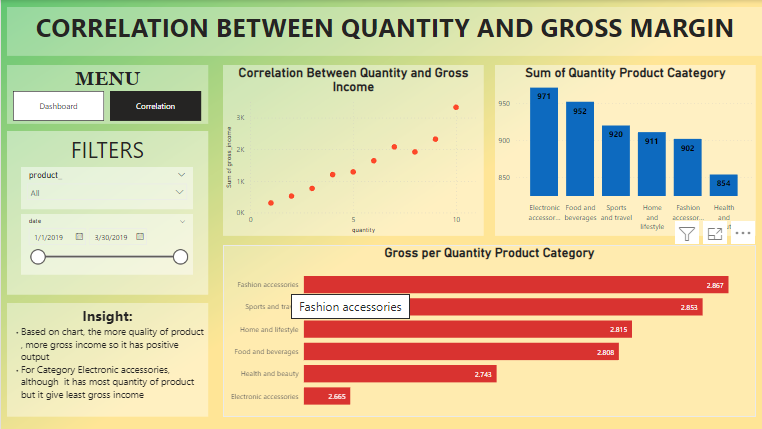 CORRELATION BETWEEN QUANTITY AND GROSS MARGIN
MENU
Dashboard
Correlation
FILTERS
product_
All
date
1/1/2019
3/30/2019
Insight:
• Based on chart, the more quality of product
, more gross income so it has positive
output
• For Category Electronic accessories,
although it has most quantity of product
but it give least gross income
Correlation Between Quantity and Gross
Income
Sum of gross_income
3K
2K
1K
0K
0
5
10
quantity
Sum of Quantity Product Caategory
950
900
850
971
952
920
911
902
854
Electronic
accessor...
Food and
beverages
Sports
and travel
Home
and
lifestyle
Fashion
accessor...
Health
and
Gross per Quantity Product Category
Fashion accessories
2.867
Sports and
2.853
Fashion accessories
Home and lifestyle
2.815
Food and beverages
2.808
Health and beauty
2.743
Electronic accessories
2.665